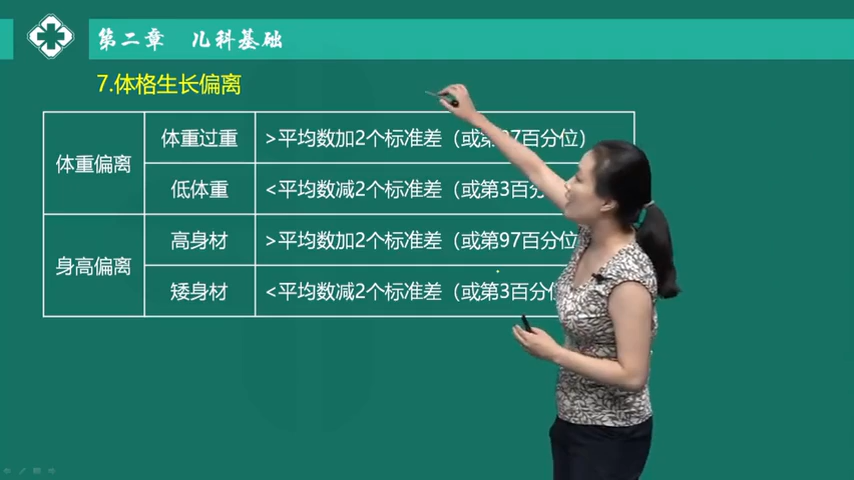 第二章 儿科基础
7.体格生长偏离
体重偏离
体重过重 >平均数加2个标准差（或第97百分位）
低体重 <平均数减2个标准差（或第3百分
身高偏离
高身材 >平均数加2个标准差（或第97百分位
矮身材 <平均数减2个标准差（或第3百分位